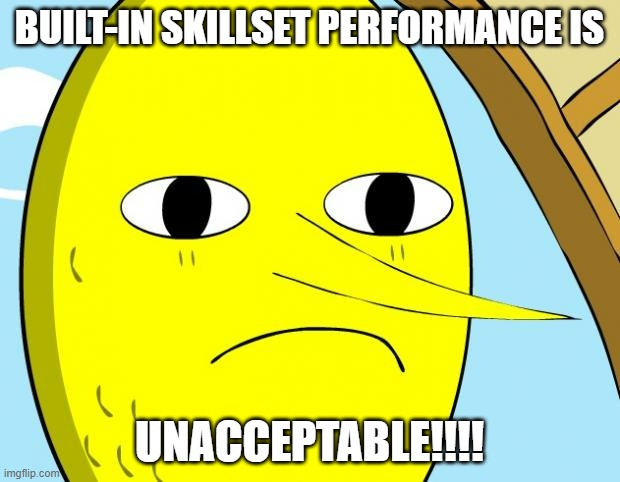 BUILT-IN SKILLSET PERFORMANCE IS
UNACCEPTABLE!!!!
imgflip.com